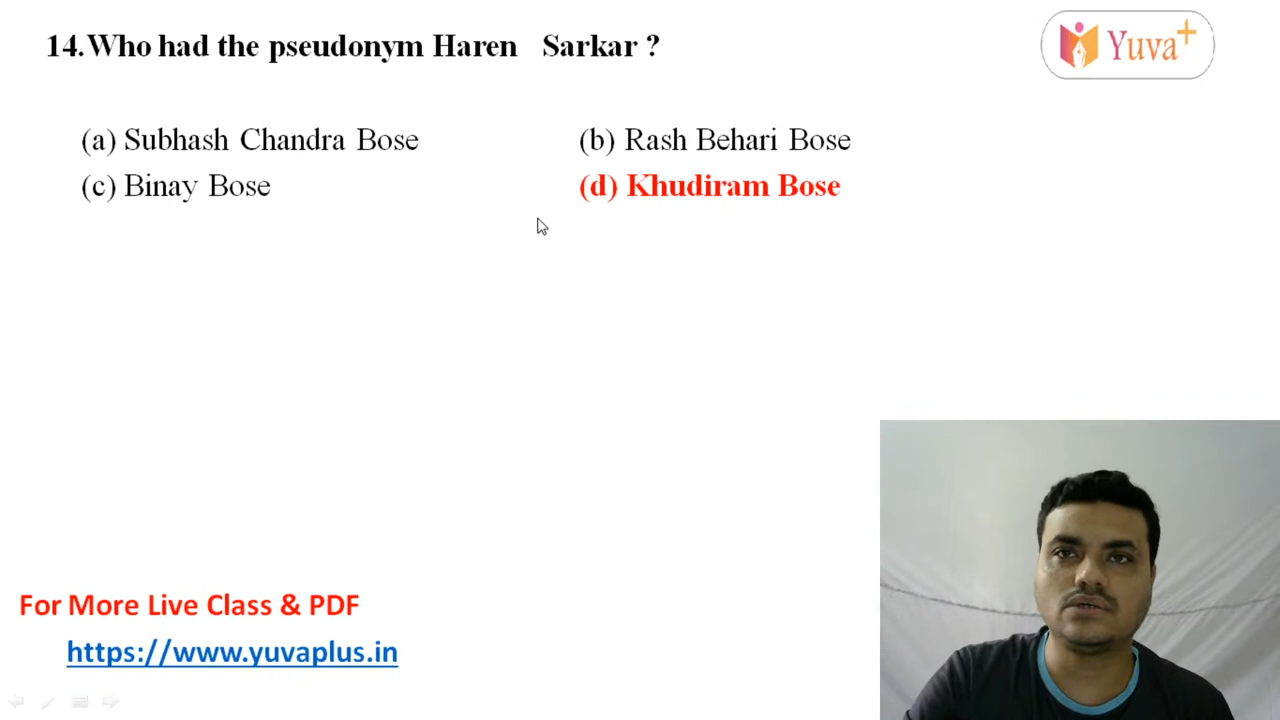 14.Who had the pseudonym Haren Sarkar ?
Yuva+
(a) Subhash Chandra Bose (b) Rash Behari Bose
(c) Binay Bose (d) Khudiram Bose
For More Live Class & PDF
https://www.yuvaplus.in